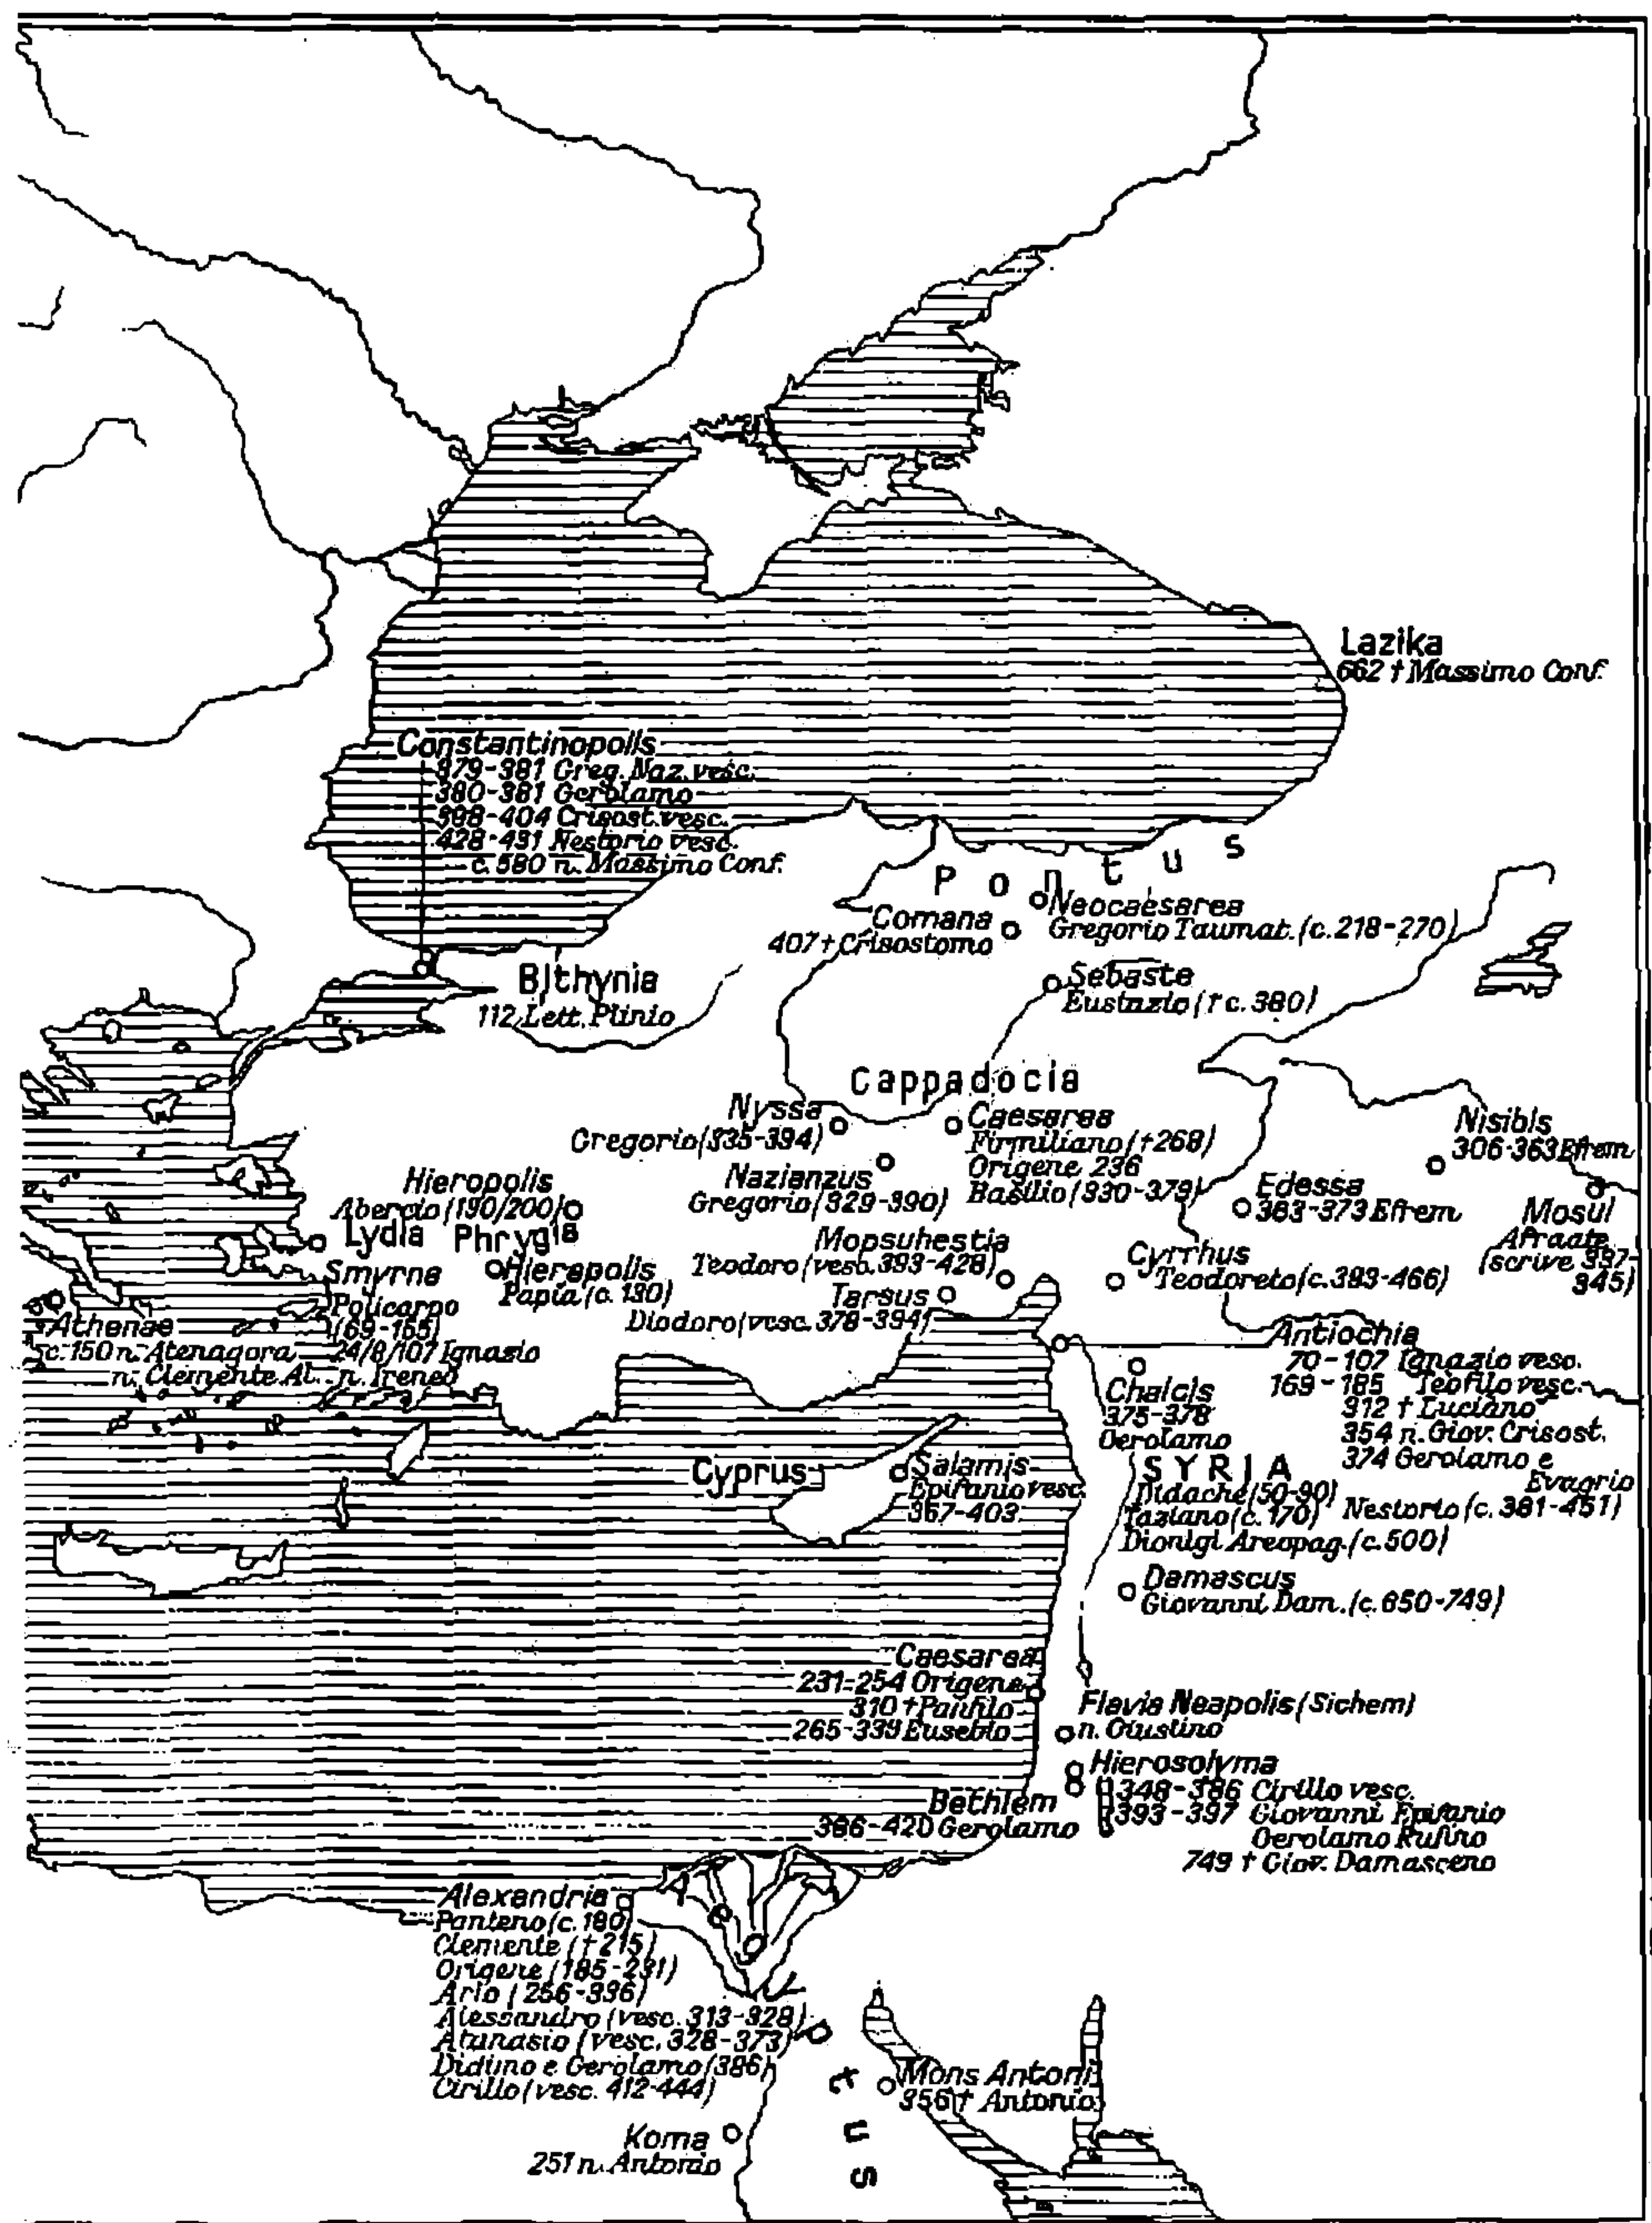 Lazika
662 † Massimo Conf.
Constantinopolis
379-381 Greg. Naz. vesc.
380-381 Gerolamo
398-404 Crisost. vesc.
428-431 Nestorio vesc.
c. 580 n. Massimo Conf.
Pontus
Neocaesarea
Gregorio Taumat. (c. 218-270)
Comana
407 † Crisostomo
Sebaste
Eustazio († c. 380)
Bithynia
112 Lett. Plinio
Cappadocia
Nyssa
Gregorio (335-394)
Caesarea
Firmiliano († 268)
Origene 236
Basilio (330-379)
Nazianzus
Gregorio (329-390)
Nisibis
306-363 Efrem
Edessa
363-373 Efrem
Mosul
Afraate
(scrive 337-
345)
Hieropolis
Abercio (190/200)
Lydia Phrygia
Hierapolis
Papia (c. 130)
Smyrna
Policarpo
(69-155)
24/8/107 Ignazio
n. Ireneo
Athenae
c. 150 n. Atenagora
n. Clemente Al.
Mopsuhestia
Teodoro (vesc. 393-428)
Tarsus
Diodoro (vesc. 378-394)
Cyrrhus
Teodoreto (c. 393-466)
Antiochia
70-107 Ignazio vesc.
169-185 Teofilo vesc.
312 † Luciano
354 n. Giov. Crisost.
374 Gerolamo e
Evagrio
Nestorio (c. 381-451)
Chalcis
375-378
Gerolamo
SYRIA
Didachè (50-90)
Taziano (c. 170)
Dionigi Areopag. (c. 500)
Cyprus
Salamis
Epifanio vesc.
367-403
Damascus
Giovanni Dam. (c. 650-749)
Caesarea
231-254 Origene
310 † Panfilo
265-339 Eusebio
Flavia Neapolis (Sichem)
n. Giustino
Hierosolyma
348-386 Cirillo vesc.
393-397 Giovanni Epifanio
Gerolamo Rufino
749 † Giov. Damasceno
Bethlem
386-420 Gerolamo
Alexandria
Panteno (c. 180)
Clemente († 215)
Origene (185-231)
Ario (256-336)
Alessandro (vesc. 313-328)
Atanasio (vesc. 328-373)
Didimo e Gerolamo (386)
Cirillo (vesc. 412-444)
Mons Antonii
356 † Antonio
Koma
251 n. Antonio